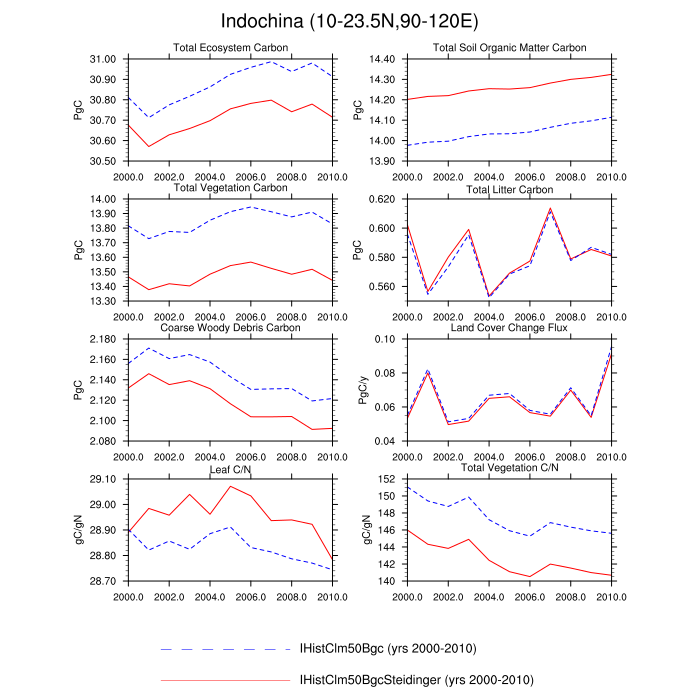 Indochina (10-23.5N,90-120E)
Total Ecosystem Carbon
PgC
31.00
30.90
30.80
30.70
30.60
30.50
2000.0 2002.0 2004.0 2006.0 2008.0 2010.0
Total Soil Organic Matter Carbon
PgC
14.40
14.30
14.20
14.10
14.00
13.90
2000.0 2002.0 2004.0 2006.0 2008.0 2010.0
Total Vegetation Carbon
PgC
14.00
13.90
13.80
13.70
13.60
13.50
13.40
13.30
2000.0 2002.0 2004.0 2006.0 2008.0 2010.0
Total Litter Carbon
PgC
0.620
0.600
0.580
0.560
2000.0 2002.0 2004.0 2006.0 2008.0 2010.0
Coarse Woody Debris Carbon
PgC
2.180
2.160
2.140
2.120
2.100
2.080
2000.0 2002.0 2004.0 2006.0 2008.0 2010.0
Land Cover Change Flux
PgC/y
0.10
0.08
0.06
0.04
2000.0 2002.0 2004.0 2006.0 2008.0 2010.0
Leaf C/N
gC/gN
29.10
29.00
28.90
28.80
28.70
2000.0 2002.0 2004.0 2006.0 2008.0 2010.0
Total Vegetation C/N
gC/gN
152
150
148
146
144
142
140
2000.0 2002.0 2004.0 2006.0 2008.0 2010.0
IHistClm50Bgc (yrs 2000-2010)
IHistClm50BgcSteidinger (yrs 2000-2010)